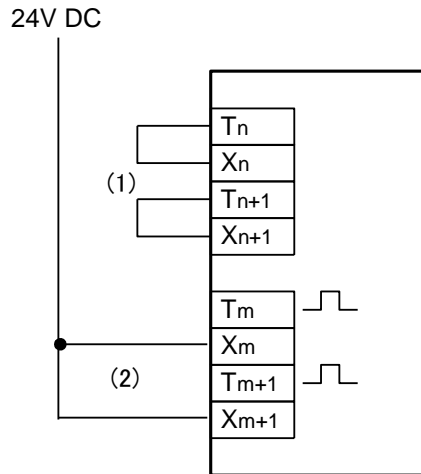 24V DC
Tn
Xn
(1)
Tn+1
Xn+1
Tm
Xm
(2)
Tm+1
Xm+1